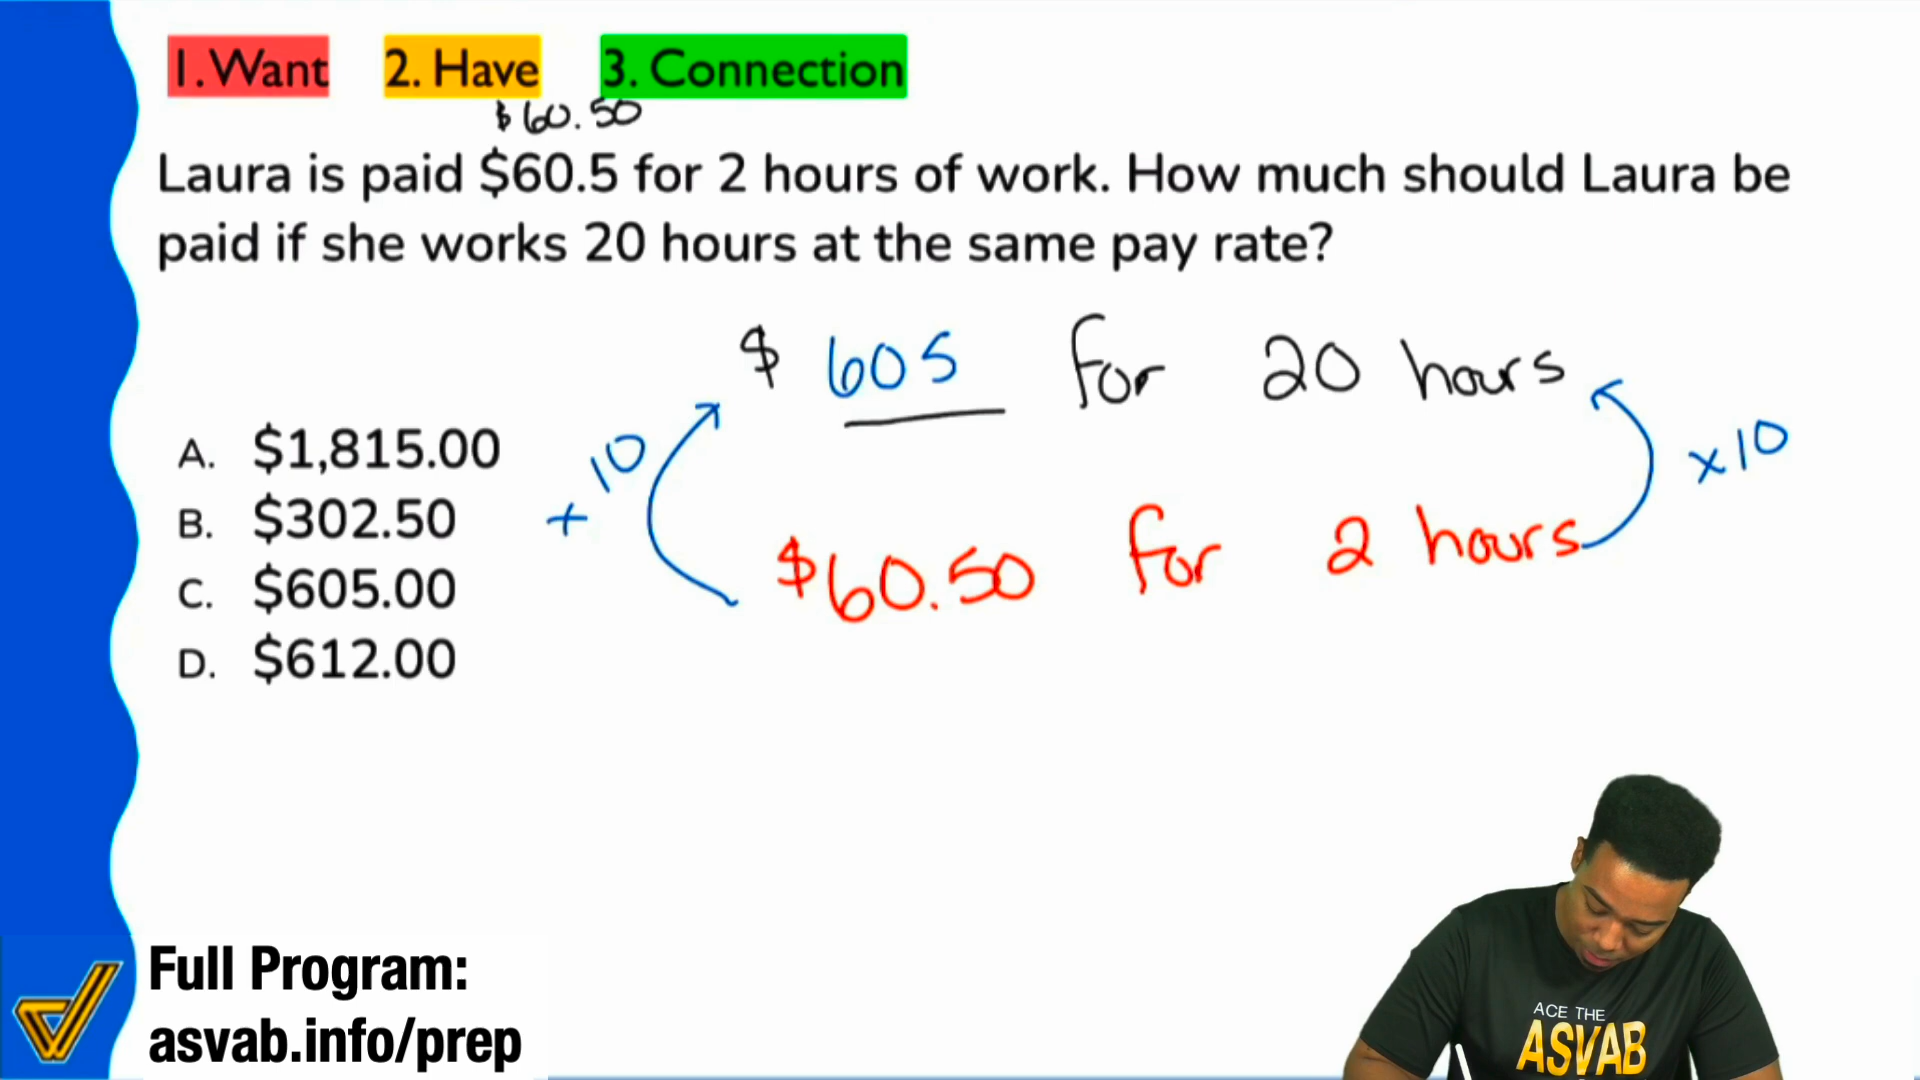 1. Want 2. Have 3. Connection
$60.50
Laura is paid $60.5 for 2 hours of work. How much should Laura be
paid if she works 20 hours at the same pay rate?
$ 605 for 20 hours
A. $1,815.00
+ 10
x10
B. $302.50
$60.50 for 2 hours
C. $605.00
D. $612.00
Full Program:
asvab.info/prep
ACE THE
ASVAB